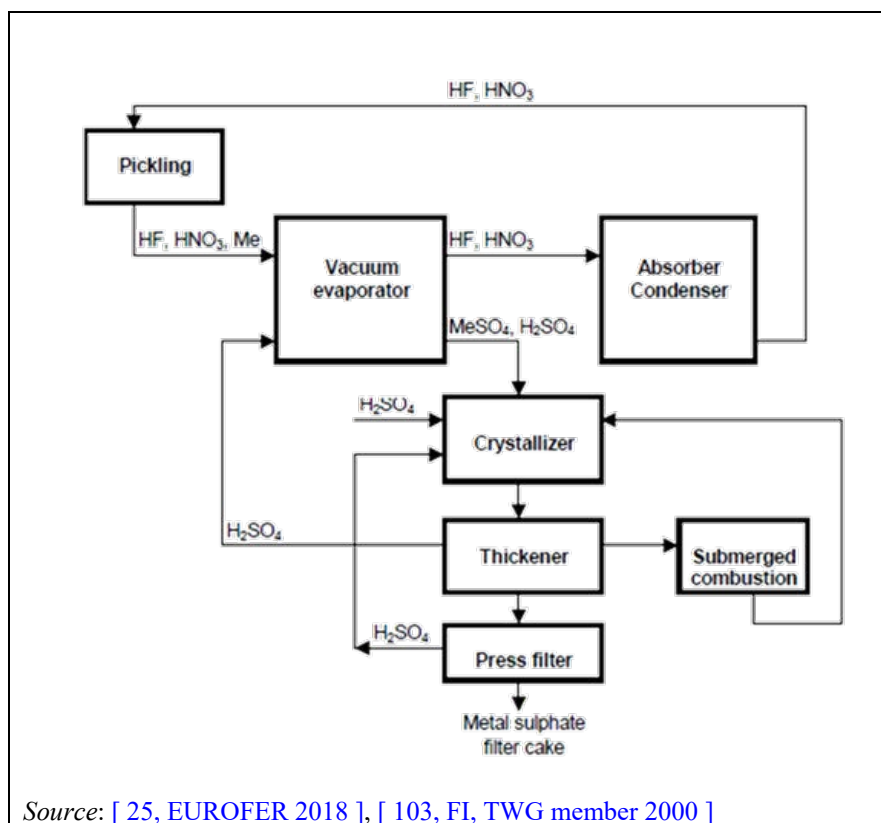 HF, HNO₃
Pickling
HF, HNO₃, Me
Vacuum
evaporator
HF, HNO₃
Absorber
Condenser
MeSO₄, H₂SO₄
H₂SO₄
Crystallizer
H₂SO₄
Thickener
Submerged
combustion
H₂SO₄
Press filter
Metal sulphate
filter cake
Source: [ 25, EUROFER 2018 ], [ 103, FI, TWG member 2000 ]